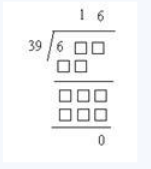 1 6
39 6 □ □
□ □
□ □ □
□ □ □
0